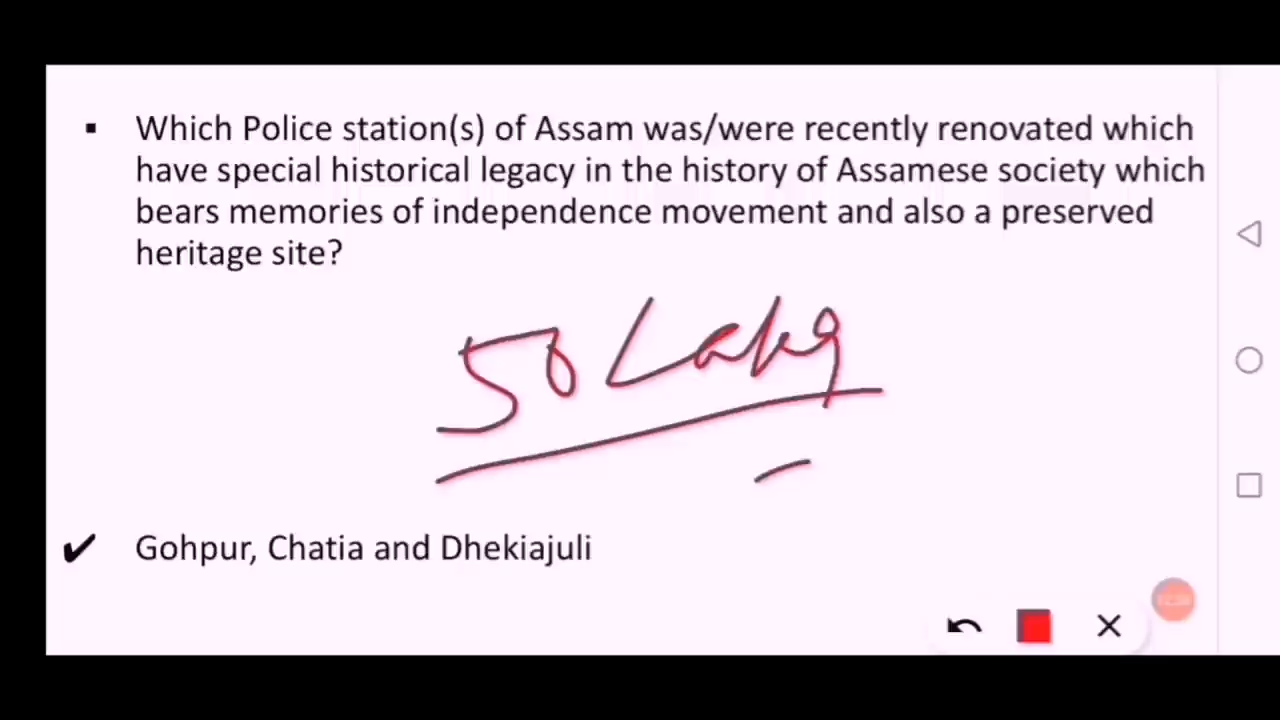 ▪ Which Police station(s) of Assam was/were recently renovated which
have special historical legacy in the history of Assamese society which
bears memories of independence movement and also a preserved
heritage site?
50 Lakh
✔ Gohpur, Chatia and Dhekiajuli